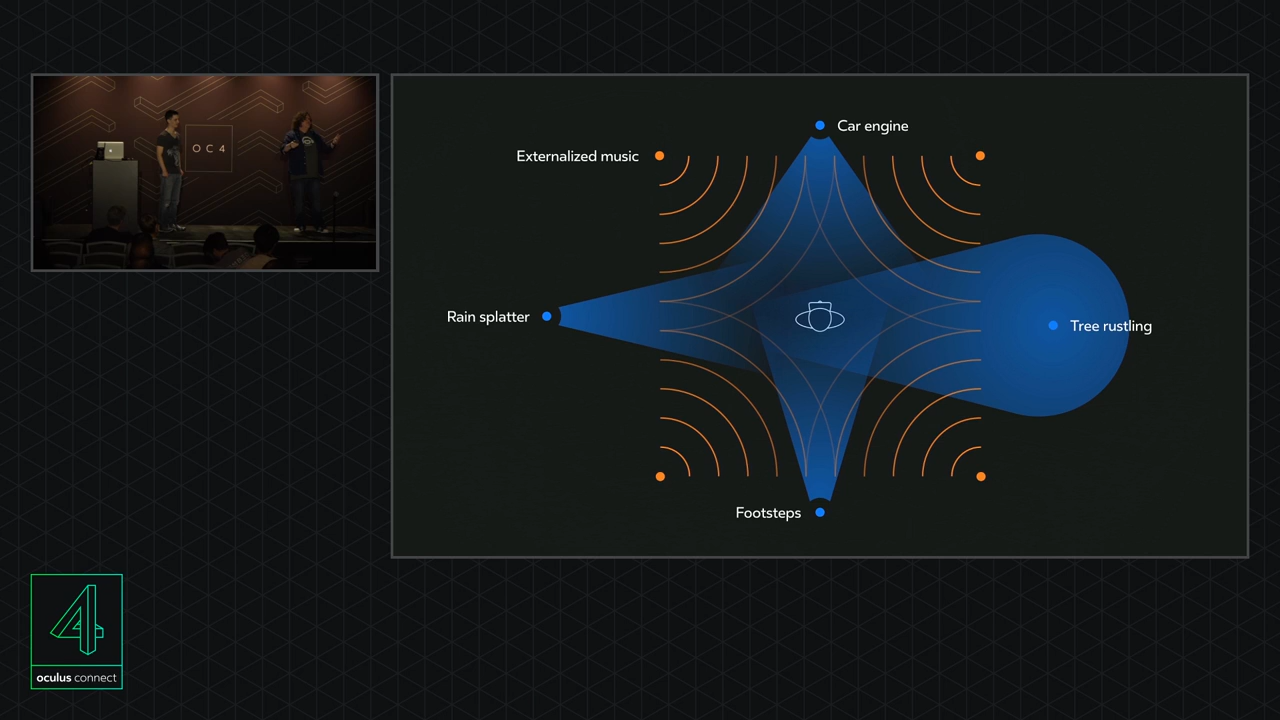 OC4
Car engine
Externalized music
Rain splatter
Tree rustling
Footsteps
4
oculus connect